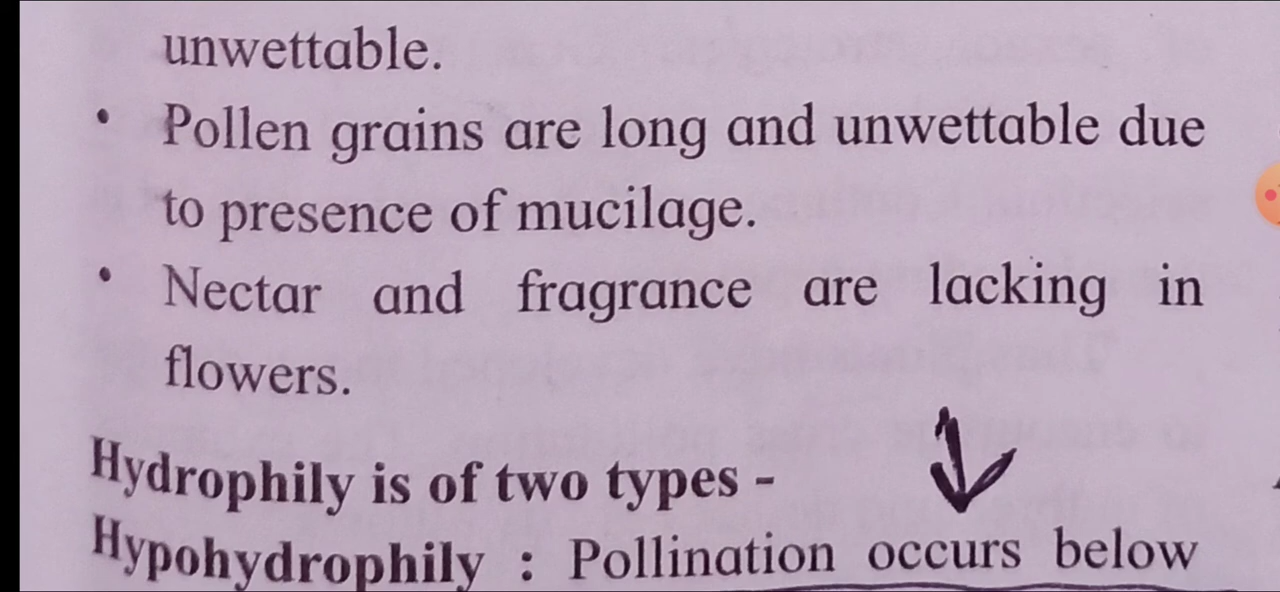 unwettable.
• Pollen grains are long and unwettable due
to presence of mucilage.
• Nectar and fragrance are lacking in
flowers.
Hydrophily is of two types -
Hypohydrophily : Pollination occurs below